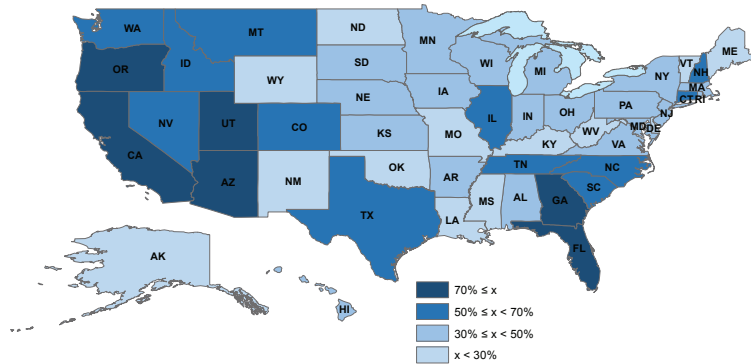 WA
MT
ND
MN
ME
VT
NH
OR
ID
SD
WI
MI
NY
MA
CT RI
WY
IA
NE
PA
NJ
NV
UT
CO
IL
IN
OH
MD DE
WV
VA
KS
MO
KY
CA
NC
TN
OK
AR
SC
AZ
NM
MS
AL
GA
TX
LA
FL
AK
HI
70% ≤ x
50% ≤ x < 70%
30% ≤ x < 50%
x < 30%